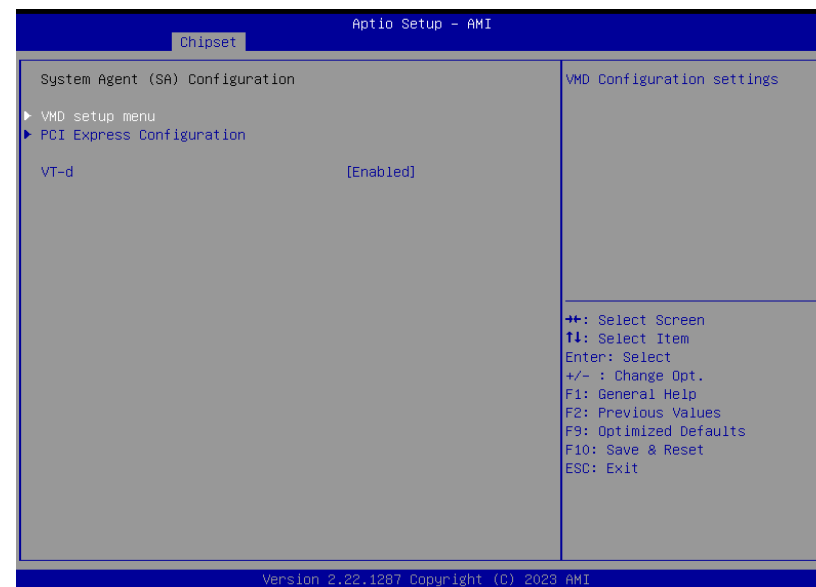 Aptio Setup – AMI
Chipset
System Agent (SA) Configuration
VMD setup menu
PCI Express Configuration
VT-d [Enabled]
VMD Configuration settings
→←: Select Screen
↑↓: Select Item
Enter: Select
+/- : Change Opt.
F1: General Help
F2: Previous Values
F9: Optimized Defaults
F10: Save & Reset
ESC: Exit
Version 2.22.1287 Copyright (C) 2023 AMI